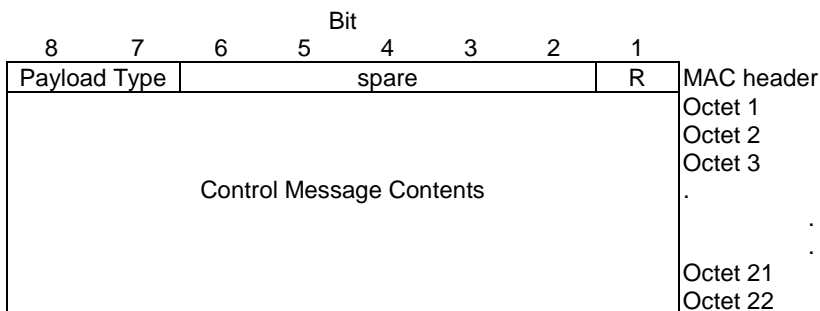 Bit
8 7 6 5 4 3 2 1
Payload Type spare R MAC header
Octet 1
Octet 2
Octet 3
Control Message Contents .
.
.
Octet 21
Octet 22